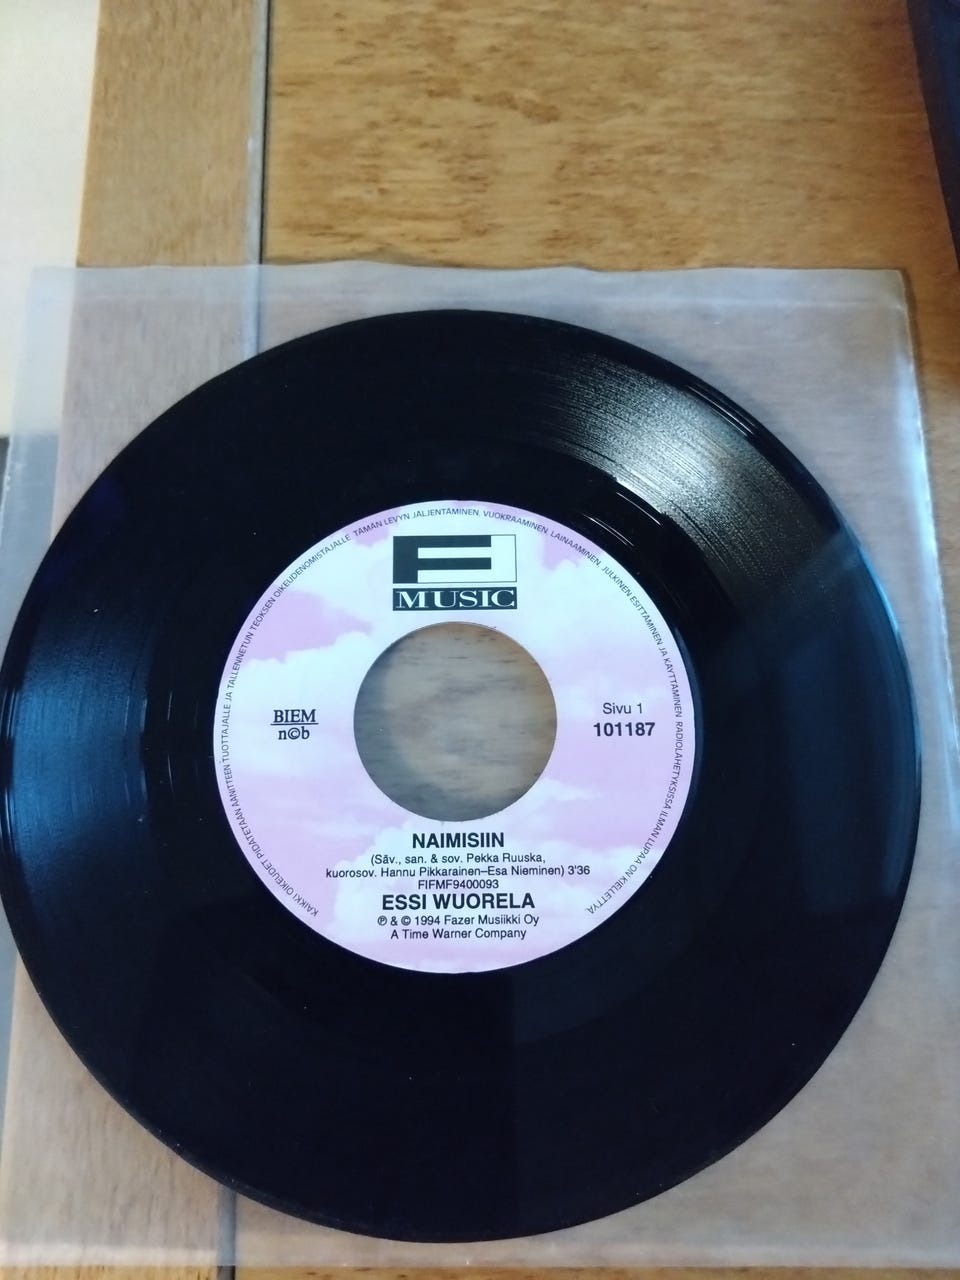 KAIKKI OIKEUDET PIDÄTETÄÄN ÄÄNITTEEN TUOTTAJALLE JA TALLENNETUN TEOKSEN OIKEUDENOMISTAJALLE. TÄMÄN LEVYN JÄLJENTÄMINEN, VUOKRAAMINEN, LAINAAMINEN, JULKINEN ESITTÄMINEN JA KÄYTTÄMINEN RADIOLÄHETYKSISSÄ ILMAN LUPAA ON KIELLETTYÄ.
F
MUSIC
BIEM
n©b
Sivu 1
101187
NAIMISIIN
(Säv., san. & sov. Pekka Ruuska,
kuorosov. Hannu Pikkarainen–Esa Nieminen) 3'36
FIFMF9400093
ESSI WUORELA
℗ & © 1994 Fazer Musiikki Oy
A Time Warner Company